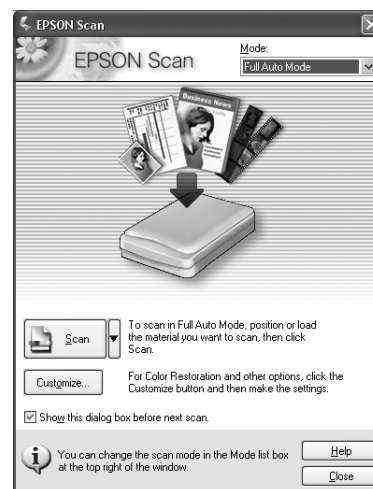 EPSON Scan
EPSON Scan
Mode:
Full Auto Mode
Business News
Scan
To scan in Full Auto Mode, position or load
the material you want to scan, then click
Scan.
Customize...
For Color Restoration and other options, click the
Customize button and then make the settings.
Show this dialog box before next scan.
You can change the scan mode in the Mode list box
at the top right of the window.
Help
Close